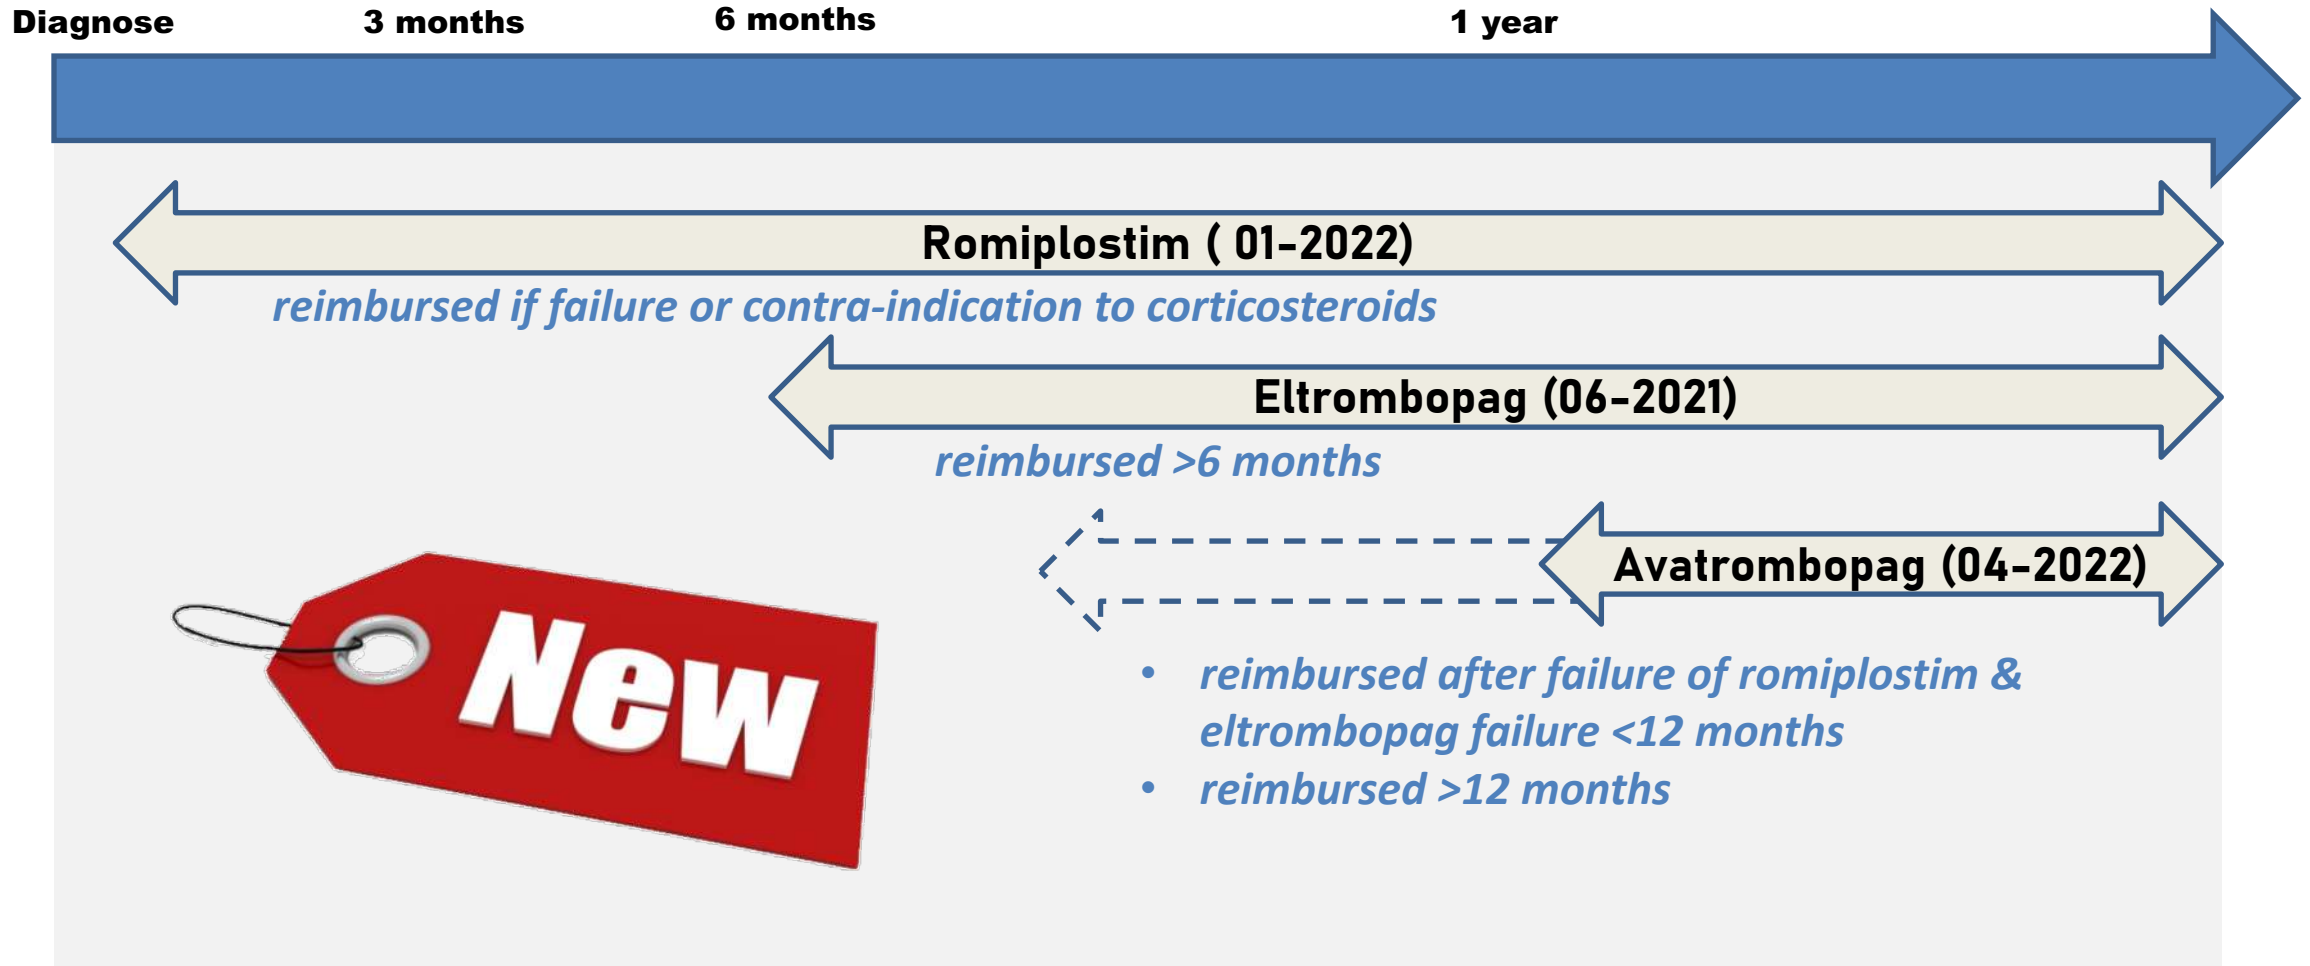 Diagnose 3 months 6 months 1 year
Romiplostim ( 01-2022)
reimbursed if failure or contra-indication to corticosteroids
Eltrombopag (06-2021)
reimbursed >6 months
Avatrombopag (04-2022)
New
• reimbursed after failure of romiplostim &
eltrombopag failure <12 months
• reimbursed >12 months